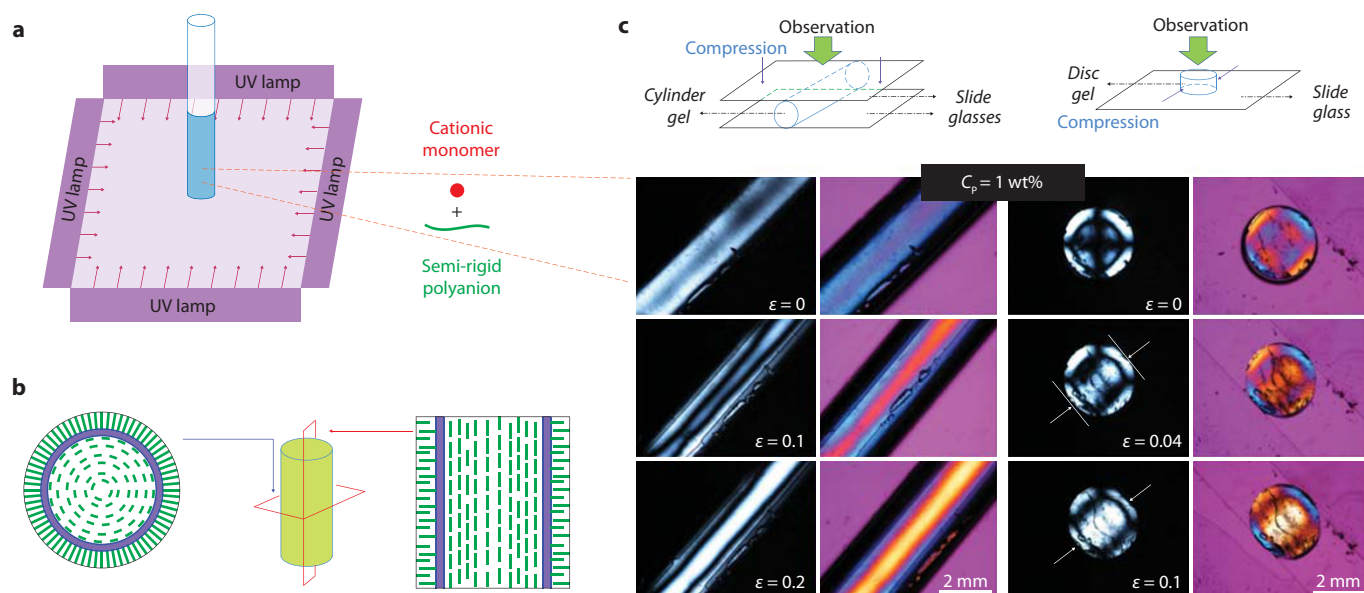 a
UV lamp
UV lamp
UV lamp
UV lamp
Cationic
monomer
+
Semi-rigid
polyanion
b
c
Observation
Compression
Cylinder
gel
Slide
glasses
Observation
Disc
gel
Compression
Slide
glass
Cₚ = 1 wt%
ε = 0
ε = 0
ε = 0.1
ε = 0.04
ε = 0.2
2 mm
ε = 0.1
2 mm